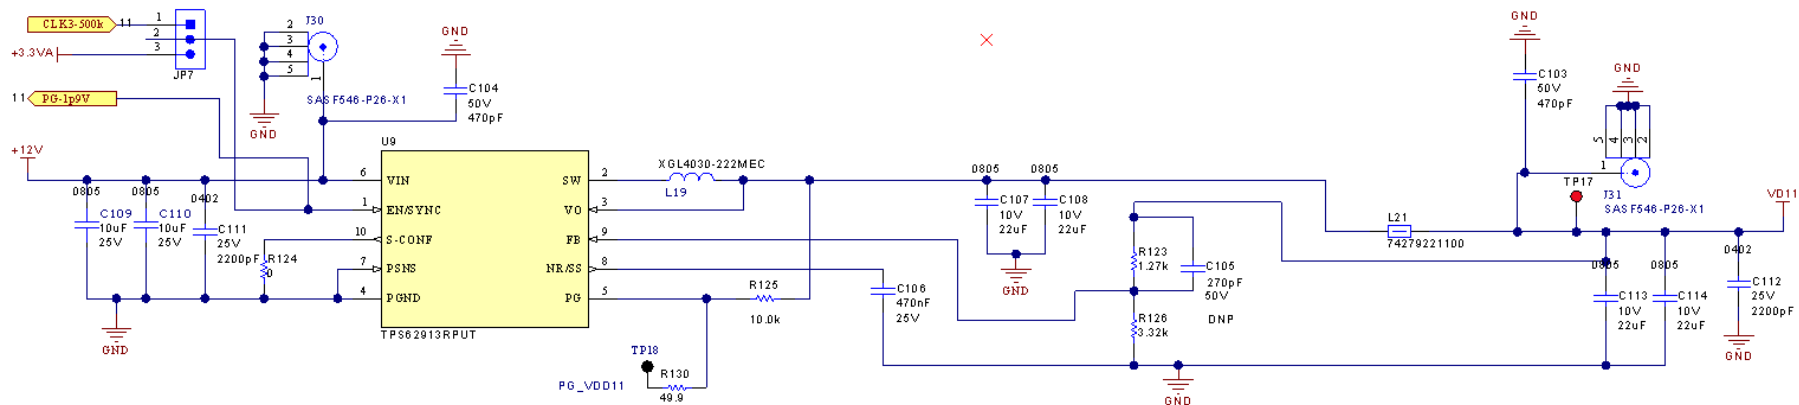 CLK3-500k
11
1
2
3
+3.3VA
JP7
11
PG-1p9V
J30
2
3
4
5
1
SASF546-P26-X1
GND
GND
C104
50V
470pF
+12V
0805
C109
10uF
25V
0805
C110
10uF
25V
0402
C111
25V
2200pF
R124
0
GND
U9
6 VIN
1 EN/SYNC
10 S-CONF
7 PSNS
4 PGND
SW 2
VO 3
FB 9
NR/SS 8
PG 5
TPS62913RPUT
XGL4030-222MEC
L19
R125
10.0k
TP18
PG_VDD11
R130
49.9
C106
470nF
25V
0805
C107
10V
22uF
0805
C108
10V
22uF
GND
R123
1.27k
C105
270pF
50V
DNP
R126
3.32k
GND
L21
74279221100
GND
C103
50V
470pF
GND
5
4
3
2
1
J31
SASF546-P26-X1
TP17
VD11
0805
C113
10V
22uF
0805
C114
10V
22uF
0402
C112
25V
2200pF
GND